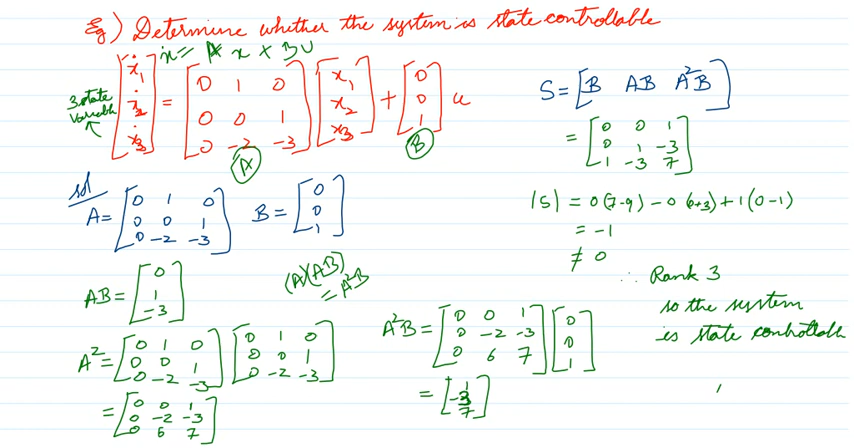 Eg) Determine whether the system is state controllable
ẋ = A x + B U
3 state variable
[ẋ1; ẋ2; ẋ3] = [0 1 0; 0 0 1; 0 -2 -3] [x1; x2; x3] + [0; 0; 1] u
A B
sol
A = [0 1 0; 0 0 1; 0 -2 -3] B = [0; 0; 1]
AB = [0; 1; -3]
(A)(AB) = A²B
A² = [0 1 0; 0 0 1; 0 -2 -3] [0 1 0; 0 0 1; 0 -2 -3]
= [0 0 1; 0 -2 -3; 0 6 7]
A²B = [0 0 1; 0 -2 -3; 0 6 7] [0; 0; 1]
= [1; -3; 7]
S = [B AB A²B]
= [0 0 1; 0 1 -3; 1 -3 7]
|S| = 0(7-9) - 0(0+3) + 1(0-1)
= -1
≠ 0
∴ Rank 3
so the system
is state controllable